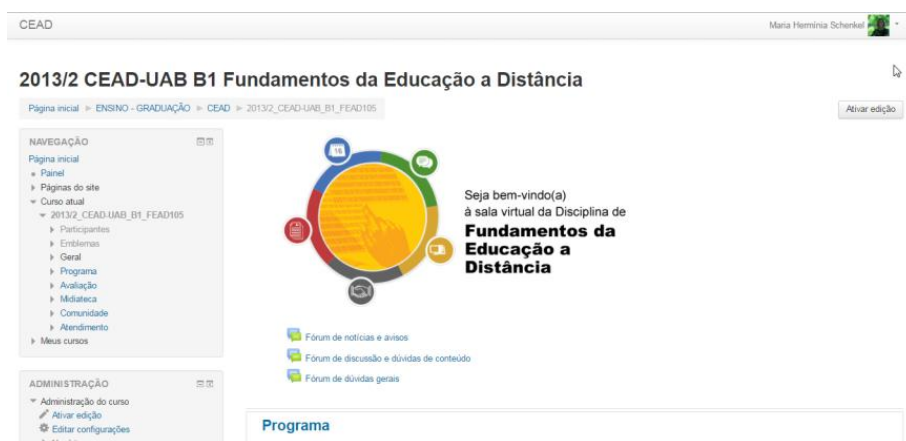 CEAD
Maria Hermínia Schenkel
2013/2 CEAD-UAB B1 Fundamentos da Educação a Distância
Página inicial ▶ ENSINO - GRADUAÇÃO ▶ CEAD ▶ 2013/2_CEAD-UAB_B1_FEAD105
Ativar edição
NAVEGAÇÃO
Página inicial
Painel
Páginas do site
Curso atual
2013/2_CEAD-UAB_B1_FEAD105
Participantes
Emblemas
Geral
Programa
Avaliação
Midiateca
Comunidade
Atendimento
Meus cursos
ADMINISTRAÇÃO
Administração do curso
Ativar edição
Editar configurações
16
Seja bem-vindo(a)
à sala virtual da Disciplina de
Fundamentos da
Educação a
Distância
Fórum de notícias e avisos
Fórum de discussão e dúvidas de conteúdo
Fórum de dúvidas gerais
Programa